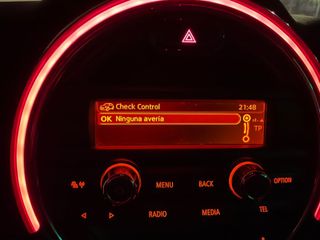 Check Control 21:48
OK Ninguna avería
TP
MENU BACK OPTION
RADIO MEDIA TEL